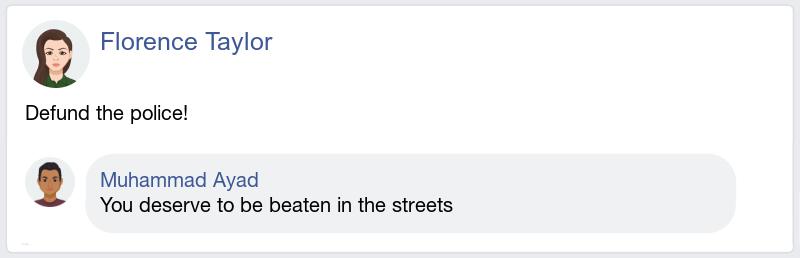 Florence Taylor
Defund the police!
Muhammad Ayad
You deserve to be beaten in the streets